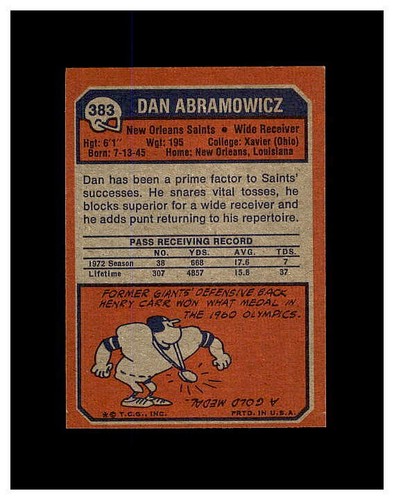 383
DAN ABRAMOWICZ
New Orleans Saints • Wide Receiver
Hgt: 6'1" Wgt: 195 College: Xavier (Ohio)
Born: 7-13-45 Home: New Orleans, Louisiana
Dan has been a prime factor to Saints'
successes. He snares vital tosses, he
blocks superior for a wide receiver and
he adds punt returning to his repertoire.
PASS RECEIVING RECORD
NO. YDS. AVG. TDS.
1972 Season 38 668 17.6 7
Lifetime 307 4857 15.8 37
FORMER GIANTS' DEFENSIVE BACK
HENRY CARR WON WHAT MEDAL IN
THE 1960 OLYMPICS.
A GOLD MEDAL.
*© T.C.G., INC. PRTD. IN U.S.A.